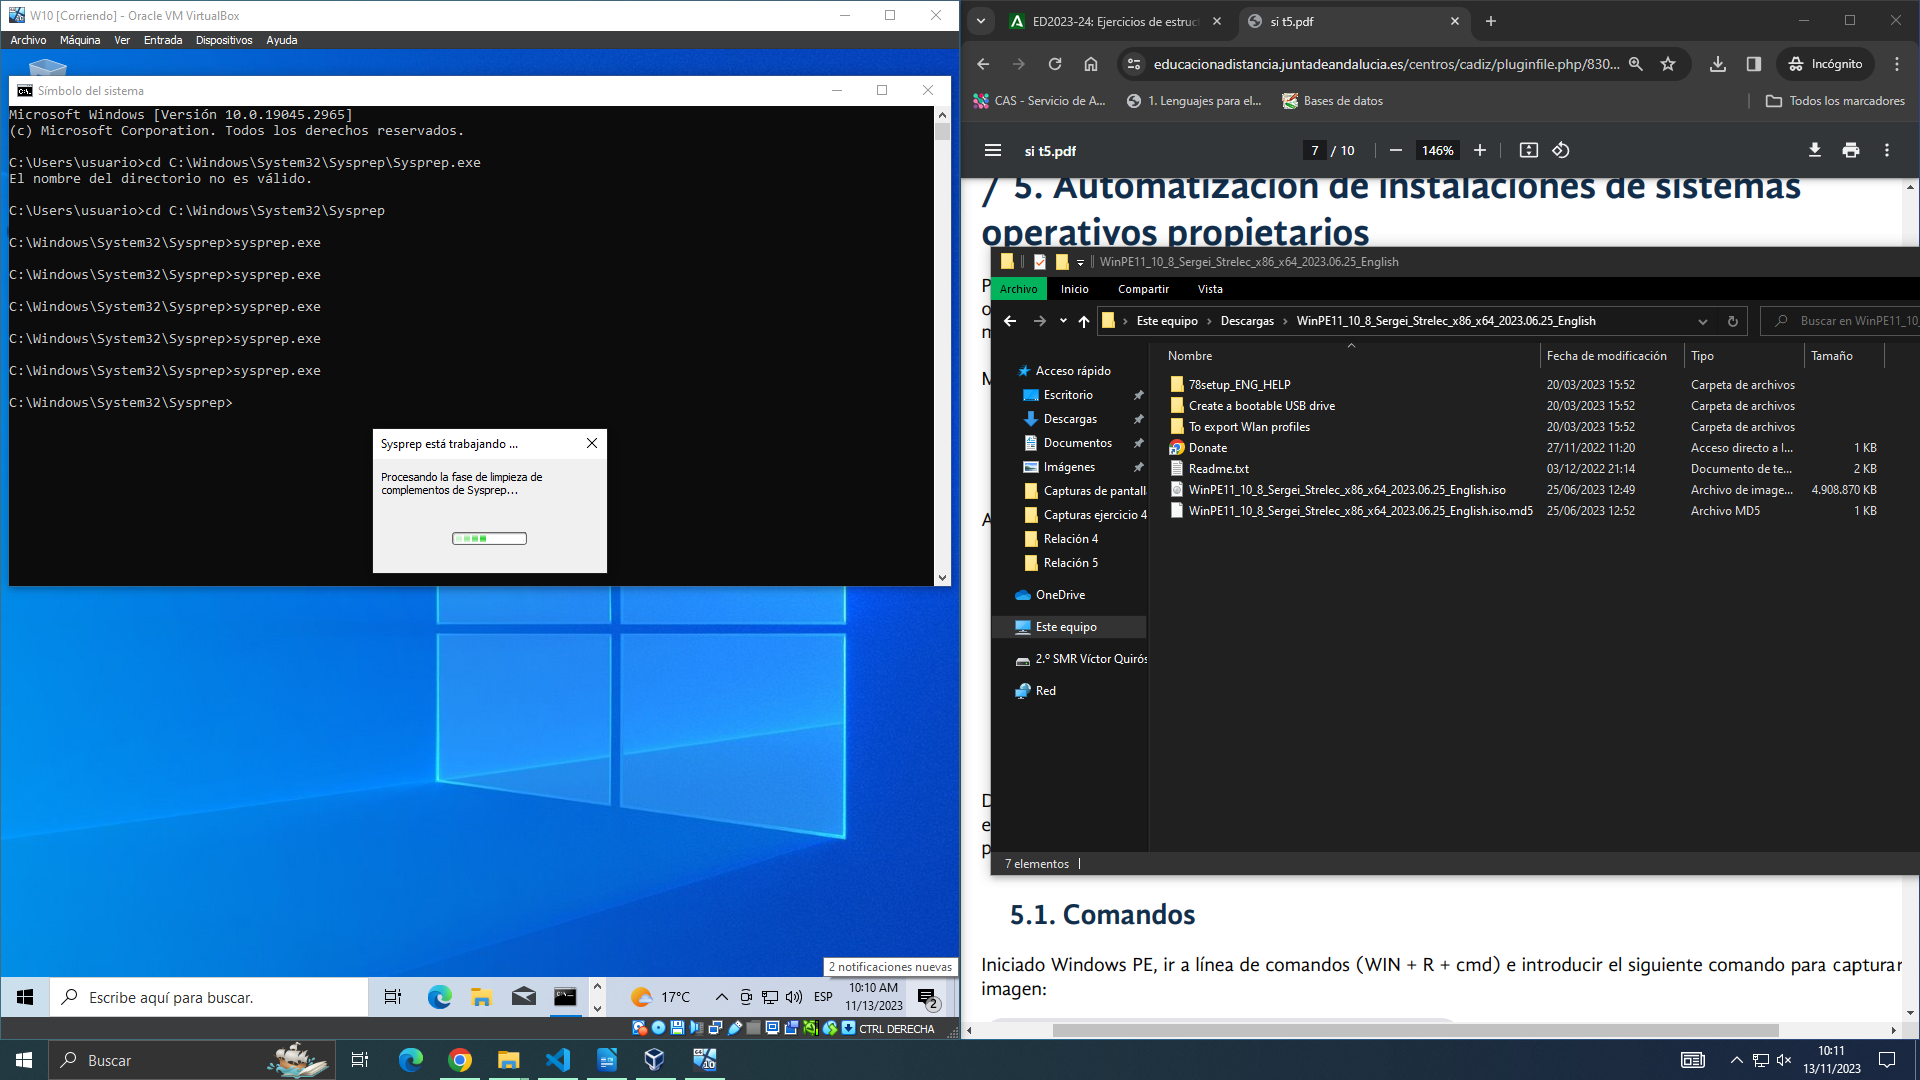 W10 [Corriendo] - Oracle VM VirtualBox
Archivo Máquina Ver Entrada Dispositivos Ayuda
Símbolo del sistema
Microsoft Windows [Versión 10.0.19045.2965]
(c) Microsoft Corporation. Todos los derechos reservados.
C:\Users\usuario>cd C:\Windows\System32\Sysprep\Sysprep.exe
El nombre del directorio no es válido.
C:\Users\usuario>cd C:\Windows\System32\Sysprep
C:\Windows\System32\Sysprep>sysprep.exe
C:\Windows\System32\Sysprep>sysprep.exe
C:\Windows\System32\Sysprep>sysprep.exe
C:\Windows\System32\Sysprep>sysprep.exe
C:\Windows\System32\Sysprep>sysprep.exe
C:\Windows\System32\Sysprep>
Sysprep está trabajando ...
Procesando la fase de limpieza de
complementos de Sysprep...
2 notificaciones nuevas
Escribe aquí para buscar.
17°C
ESP
10:10 AM
11/13/2023
2
CTRL DERECHA
ED2023-24: Ejercicios de estruct
si t5.pdf
educacionadistancia.juntadeandalucia.es/centros/cadiz/pluginfile.php/830...
Incógnito
CAS - Servicio de A...
1. Lenguajes para el...
Bases de datos
Todos los marcadores
si t5.pdf
7 / 10
146%
/ 5. Automatización de instalaciones de sistemas
operativos propietarios
WinPE11_10_8_Sergei_Strelec_x86_x64_2023.06.25_English
Archivo Inicio Compartir Vista
Este equipo › Descargas › WinPE11_10_8_Sergei_Strelec_x86_x64_2023.06.25_English
Buscar en WinPE11_10_
Nombre Fecha de modificación Tipo Tamaño
78setup_ENG_HELP 20/03/2023 15:52 Carpeta de archivos
Create a bootable USB drive 20/03/2023 15:52 Carpeta de archivos
To export Wlan profiles 20/03/2023 15:52 Carpeta de archivos
Donate 27/11/2022 11:20 Acceso directo a I... 1 KB
Readme.txt 03/12/2022 21:14 Documento de te... 2 KB
WinPE11_10_8_Sergei_Strelec_x86_x64_2023.06.25_English.iso 25/06/2023 12:49 Archivo de image... 4.908.870 KB
WinPE11_10_8_Sergei_Strelec_x86_x64_2023.06.25_English.iso.md5 25/06/2023 12:52 Archivo MD5 1 KB
Acceso rápido
Escritorio
Descargas
Documentos
Imágenes
Capturas de pantall
Capturas ejercicio 4
Relación 4
Relación 5
OneDrive
Este equipo
2.º SMR Víctor Quirós
Red
7 elementos
5.1. Comandos
Iniciado Windows PE, ir a línea de comandos (WIN + R + cmd) e introducir el siguiente comando para capturar
imagen:
Buscar
10:11
13/11/2023